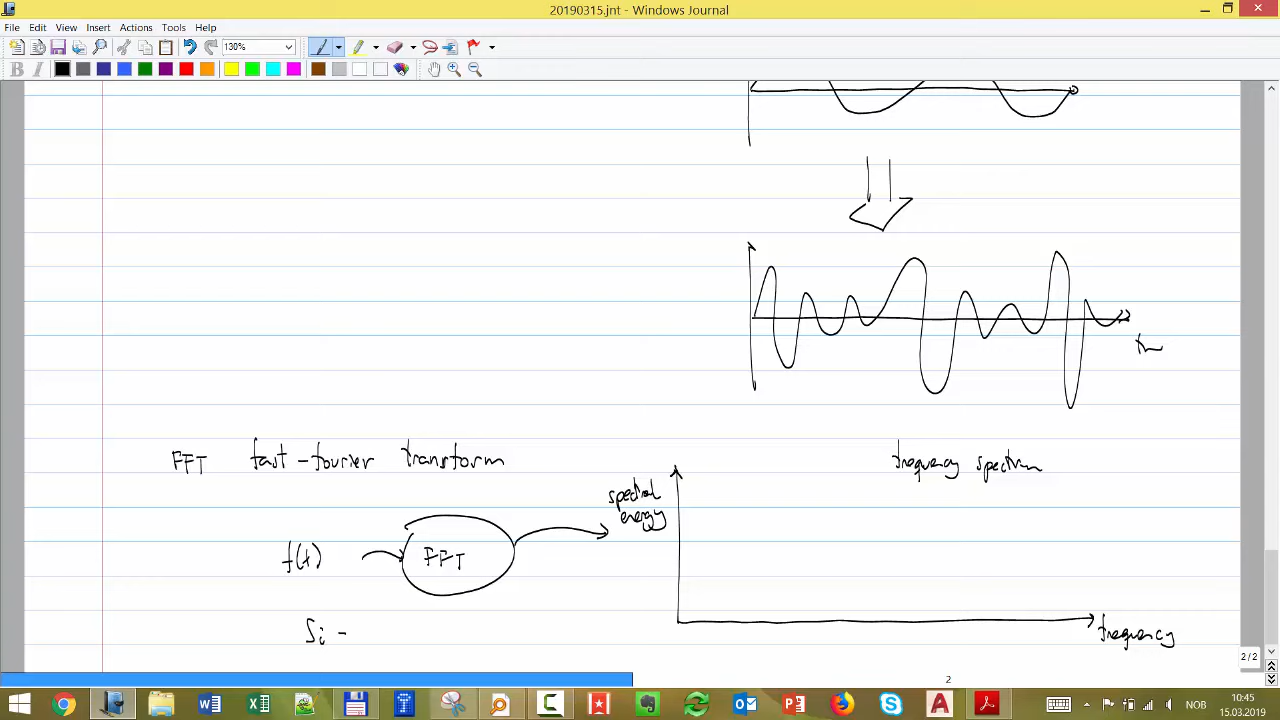 20190315.jnt - Windows Journal
File Edit View Insert Actions Tools Help
130%
FFT fast-fourier transform
frequency spectrum
spectral
energy
f(t)
FFT
Si -
frequency
2/2
2
NOB
10:45
15.03.2019